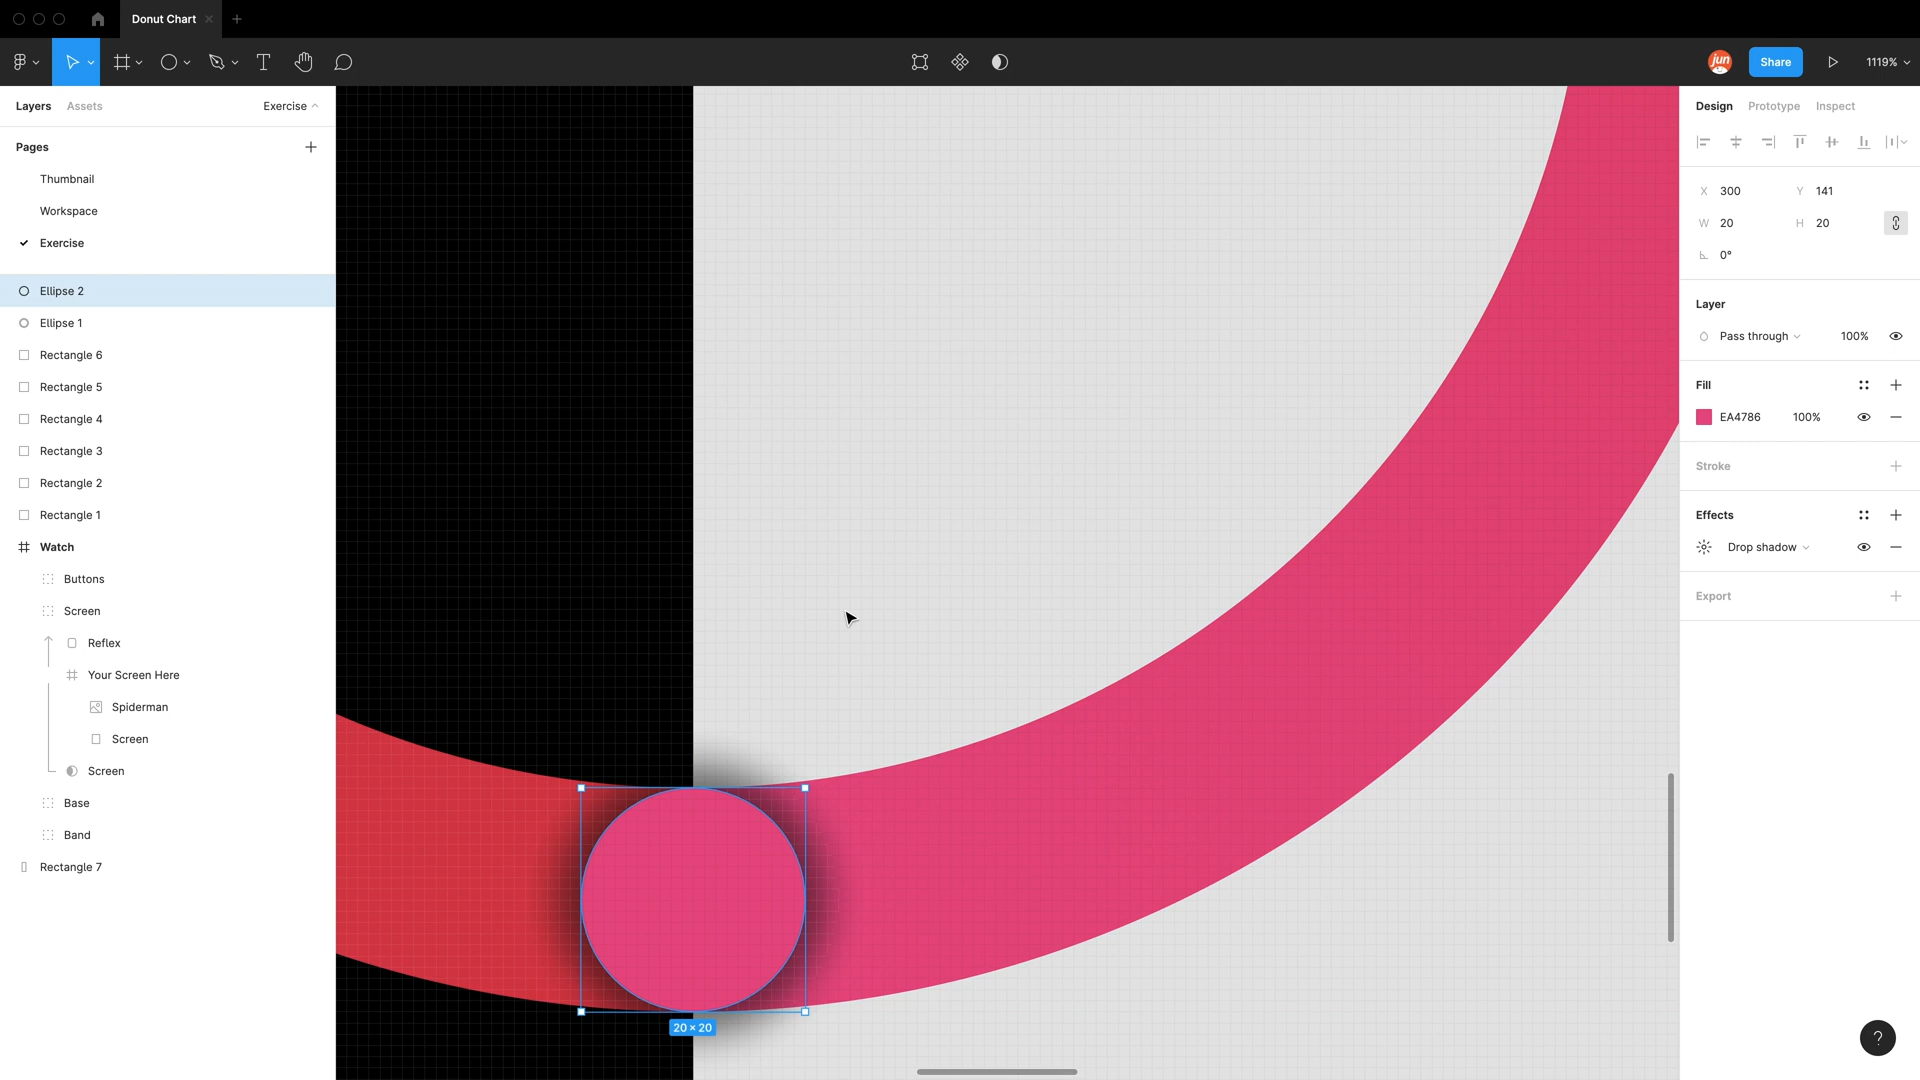 Donut Chart
jun
Share
1119%
Layers
Assets
Exercise
Pages
Thumbnail
Workspace
Exercise
Ellipse 2
Ellipse 1
Rectangle 6
Rectangle 5
Rectangle 4
Rectangle 3
Rectangle 2
Rectangle 1
Watch
Buttons
Screen
Reflex
Your Screen Here
Spiderman
Screen
Screen
Base
Band
Rectangle 7
20 × 20
Design
Prototype
Inspect
X 300 Y 141
W 20 H 20
0°
Layer
Pass through 100%
Fill
EA4786 100%
Stroke
Effects
Drop shadow
Export
?